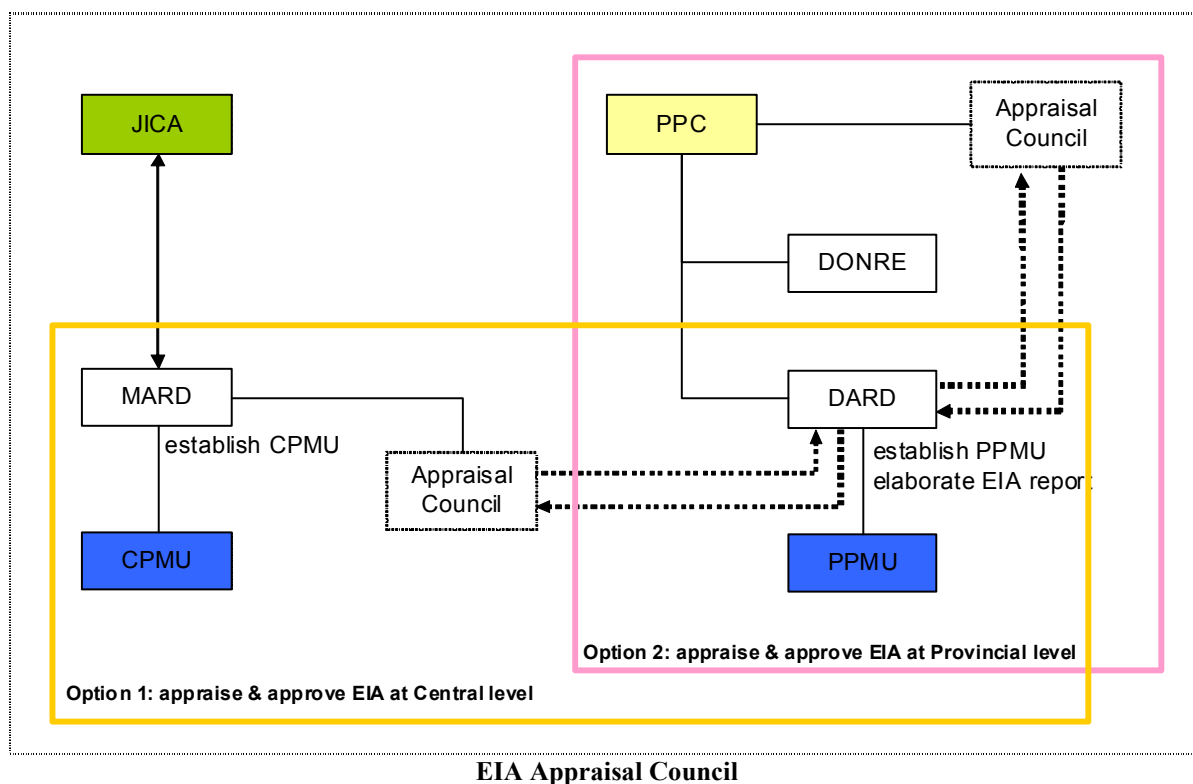 JICA
PPC
Appraisal
Council
DONRE
MARD
establish CPMU
DARD
establish PPMU
elaborate EIA report
Appraisal
Council
CPMU
PPMU
Option 2: appraise & approve EIA at Provincial level
Option 1: appraise & approve EIA at Central level
EIA Appraisal Council